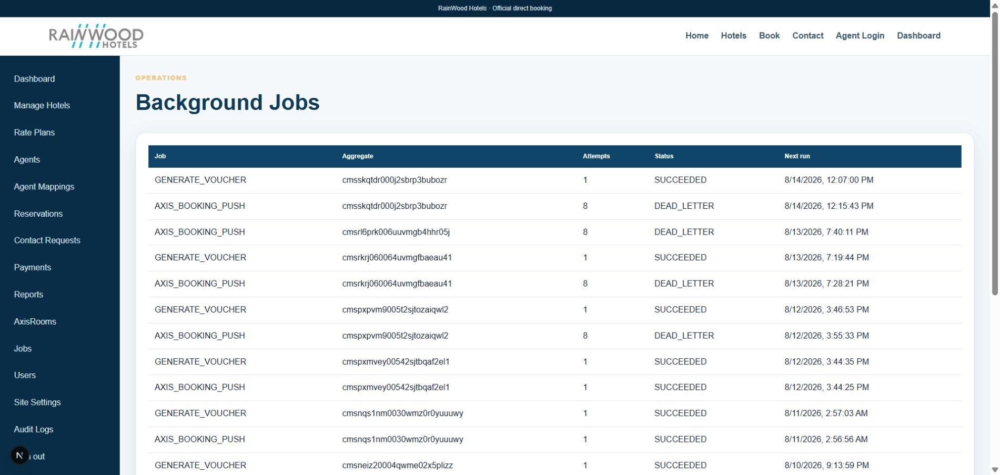 RainWood Hotels · Official direct booking
RAINWOOD
HOTELS
Home Hotels Book Contact Agent Login Dashboard
Dashboard
Manage Hotels
Rate Plans
Agents
Agent Mappings
Reservations
Contact Requests
Payments
Reports
AxisRooms
Jobs
Users
Site Settings
Audit Logs
N
out
OPERATIONS
Background Jobs
Job Aggregate Attempts Status Next run
GENERATE_VOUCHER cmsskqtdr000j2sbrp3bubozr 1 SUCCEEDED 8/14/2026, 12:07:00 PM
AXIS_BOOKING_PUSH cmsskqtdr000j2sbrp3bubozr 8 DEAD_LETTER 8/14/2026, 12:15:43 PM
AXIS_BOOKING_PUSH cmsrl6prk006uuvmgb4hhr05j 8 DEAD_LETTER 8/13/2026, 7:40:11 PM
GENERATE_VOUCHER cmsrkrj060064uvmgfbaeau41 1 SUCCEEDED 8/13/2026, 7:19:44 PM
AXIS_BOOKING_PUSH cmsrkrj060064uvmgfbaeau41 8 DEAD_LETTER 8/13/2026, 7:28:21 PM
GENERATE_VOUCHER cmspxpvm9005t2sjtozaiqwl2 1 SUCCEEDED 8/12/2026, 3:46:53 PM
AXIS_BOOKING_PUSH cmspxpvm9005t2sjtozaiqwl2 8 DEAD_LETTER 8/12/2026, 3:55:33 PM
GENERATE_VOUCHER cmspxmvey00542sjtbqaf2el1 1 SUCCEEDED 8/12/2026, 3:44:35 PM
AXIS_BOOKING_PUSH cmspxmvey00542sjtbqaf2el1 1 SUCCEEDED 8/12/2026, 3:44:25 PM
GENERATE_VOUCHER cmsnqs1nm0030wmz0r0yuuuwy 1 SUCCEEDED 8/11/2026, 2:57:03 AM
AXIS_BOOKING_PUSH cmsnqs1nm0030wmz0r0yuuuwy 1 SUCCEEDED 8/11/2026, 2:56:56 AM
GENERATE_VOUCHER cmsneiz20004qwme02x5plizz 1 SUCCEEDED 8/10/2026, 9:13:59 PM